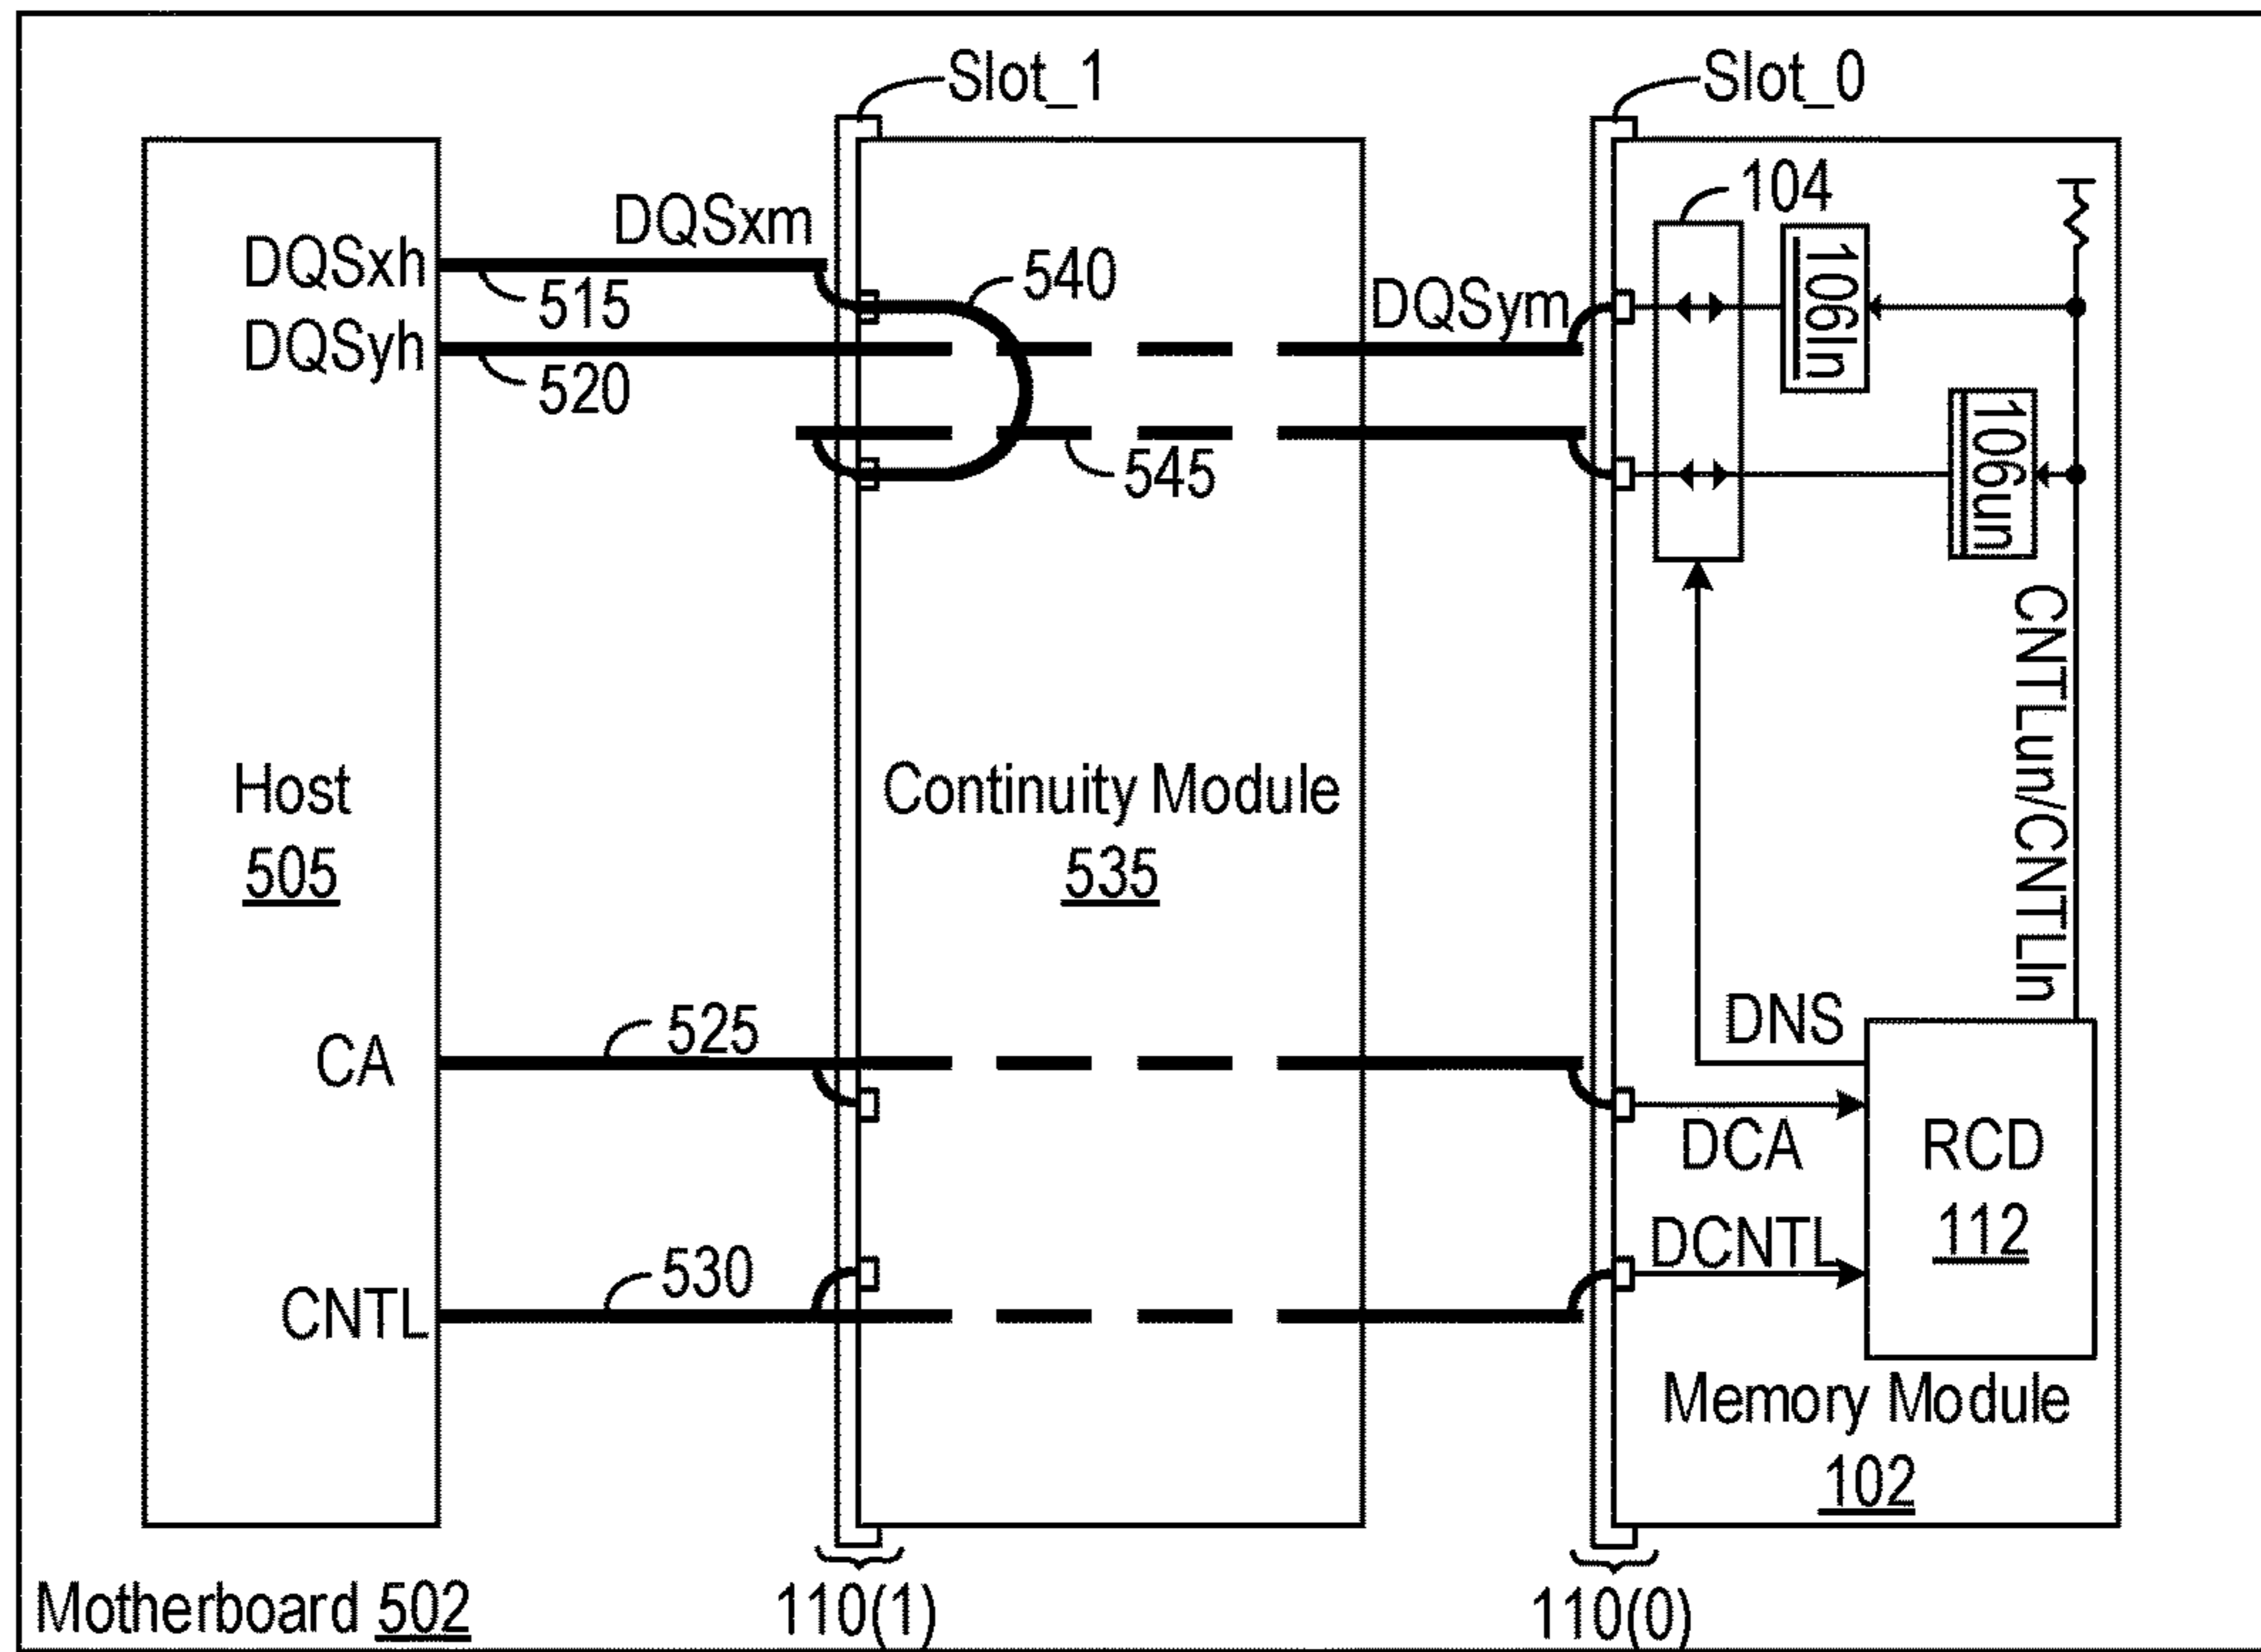 Slot_1
Slot_0
DQSxh
DQSxm
515
DQSyh
520
540
545
DQSym
104
106ln
106un
CNTLun/CNTLln
Host
505
Continuity Module
535
CA
525
DNS
DCA
RCD
112
CNTL
530
DCNTL
Memory Module
102
Motherboard 502
110(1)
110(0)